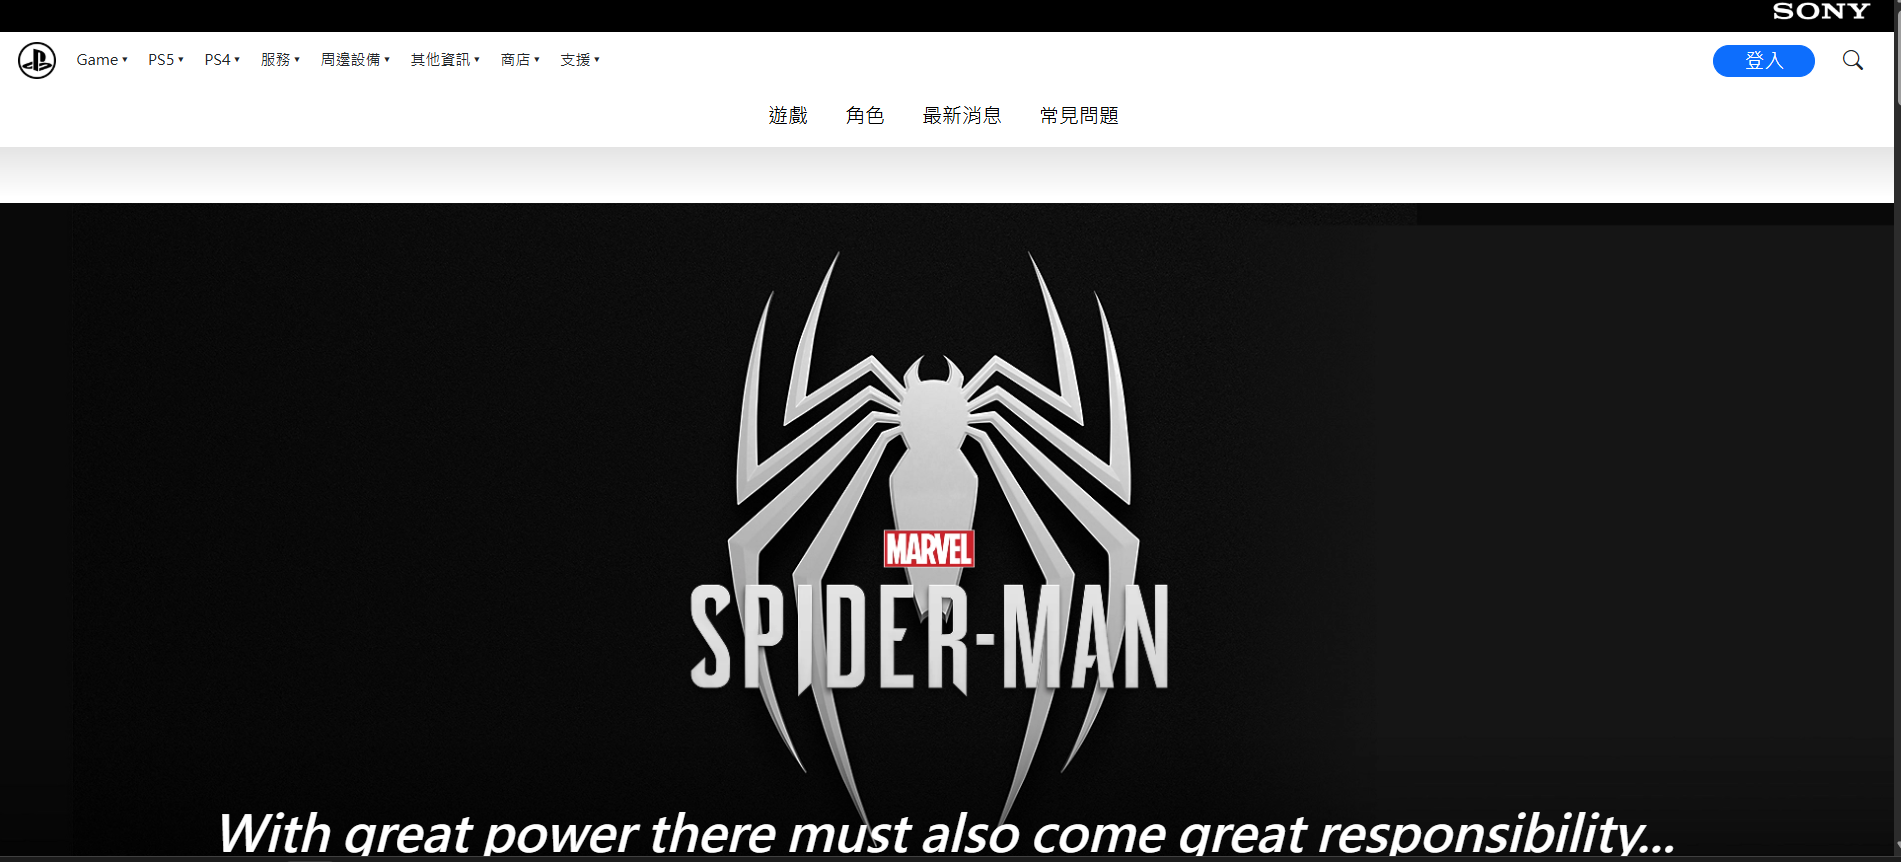 SONY
Game PS5 PS4 服務 周邊設備 其他資訊 商店 支援 登入
遊戲 角色 最新消息 常見問題
MARVEL
SPIDER-MAN
With great power there must also come great responsibility...